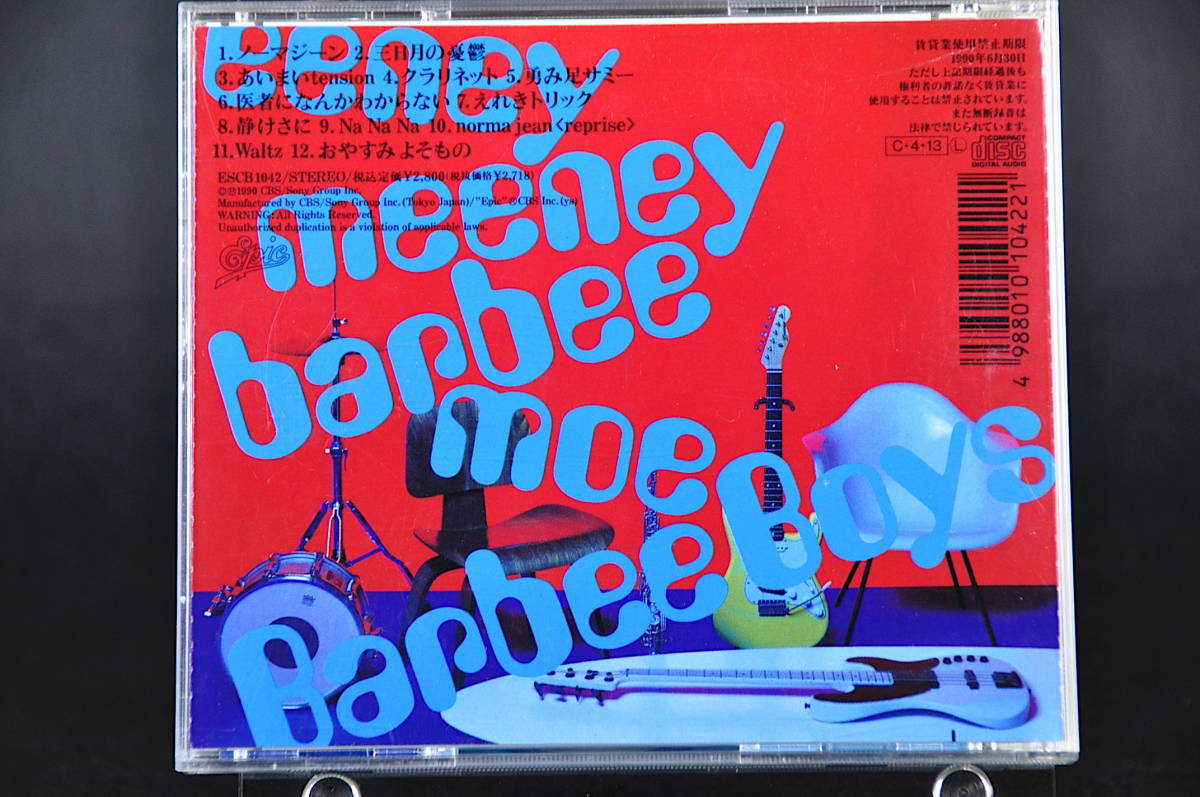 1.ノーマジーン 2.三日月の憂鬱
3.あいまいtension 4.クラリネット 5.勇み足サミー
6.医者になんかわからない 7.えれきトリック
8.静けさに 9.Na Na Na 10.norma jean<reprise>
11.Waltz 12.おやすみ よそもの
ESCB1042/STEREO/税込定価¥2,800(税抜価格¥2,718)
©℗1990 CBS/Sony Group Inc.
Manufactured by CBS/Sony Group Inc. (Tokyo Japan)/"Epic"®CBS Inc. (ys)
WARNING:All Rights Reserved.
Unauthorized duplication is a violation of applicable laws.
Epic
賃貸業使用禁止期限
1990年6月30日
ただし上記期限経過後も
権利者の許諾なく賃貸業に
使用することは禁止されています。
また無断録音は
法律で禁じられています。
C・4・13 Ⓛ
COMPACT
disc
DIGITAL AUDIO
4 988010 104221
eeney
meeney
barbee
moe
Barbee Boys